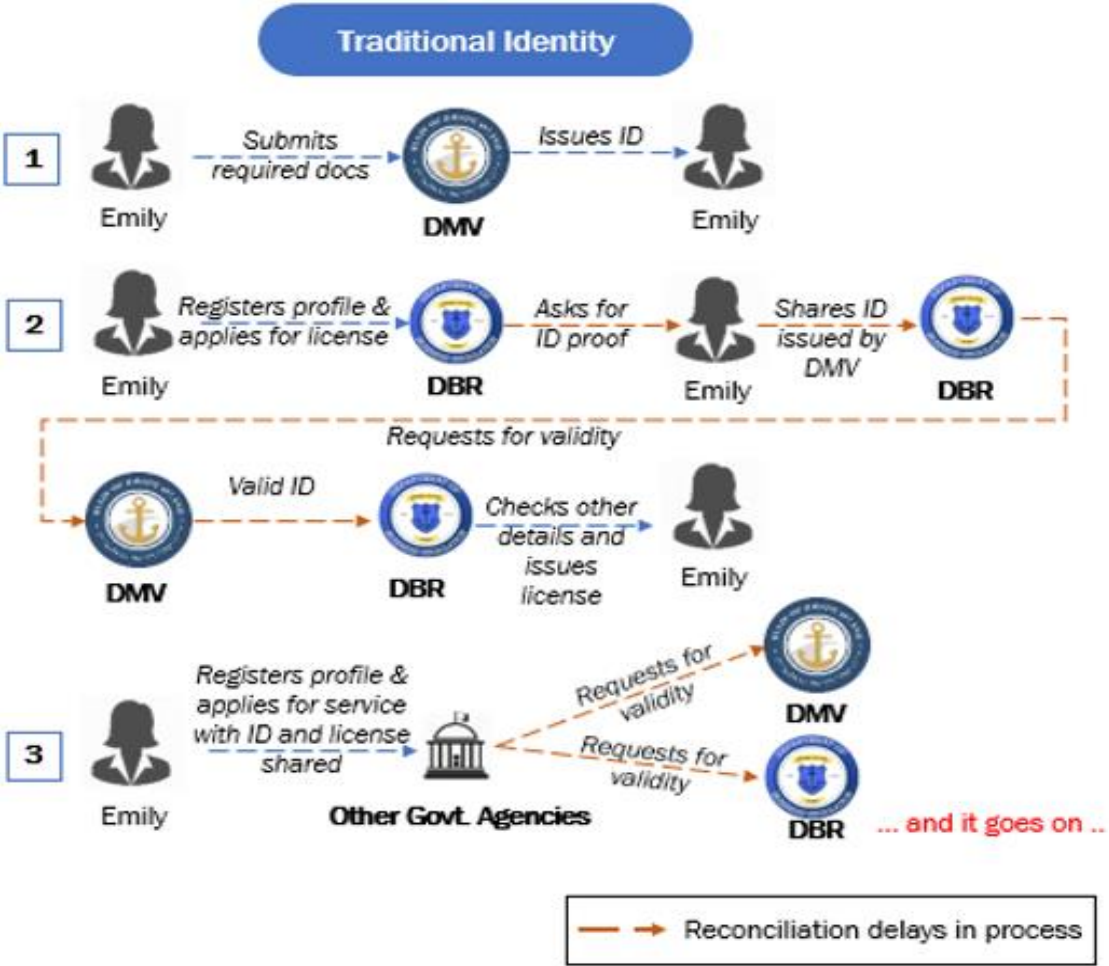 Traditional Identity
1
Submits
required docs
Issues ID
Emily
DMV
Emily
2
Registers profile &
applies for license
Asks for
ID proof
Shares ID
issued by
DMV
Emily
DBR
Emily
DBR
Requests for validity
Valid ID
Checks other
details and
issues
license
DMV
DBR
Emily
3
Registers profile &
applies for service
with ID and license
shared
Emily
Other Govt. Agencies
Requests for
validity
DMV
Requests for
validity
DBR
... and it goes on ..
Reconciliation delays in process